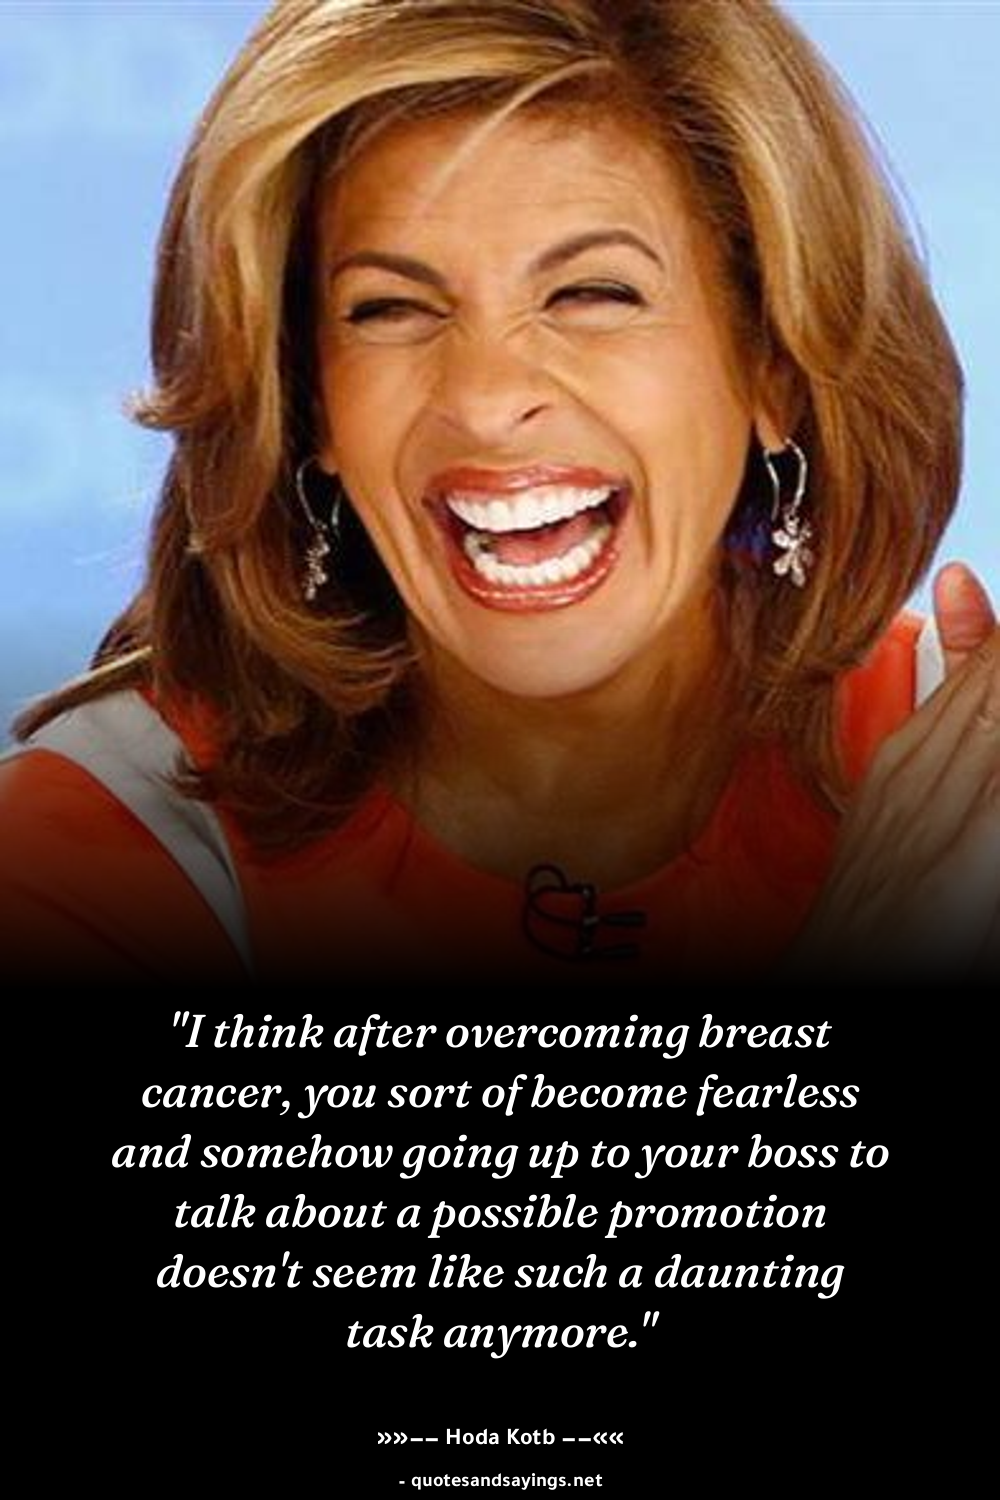 "I think after overcoming breast
cancer, you sort of become fearless
and somehow going up to your boss to
talk about a possible promotion
doesn't seem like such a daunting
task anymore."
»»−− Hoda Kotb −−««
- quotesandsayings.net